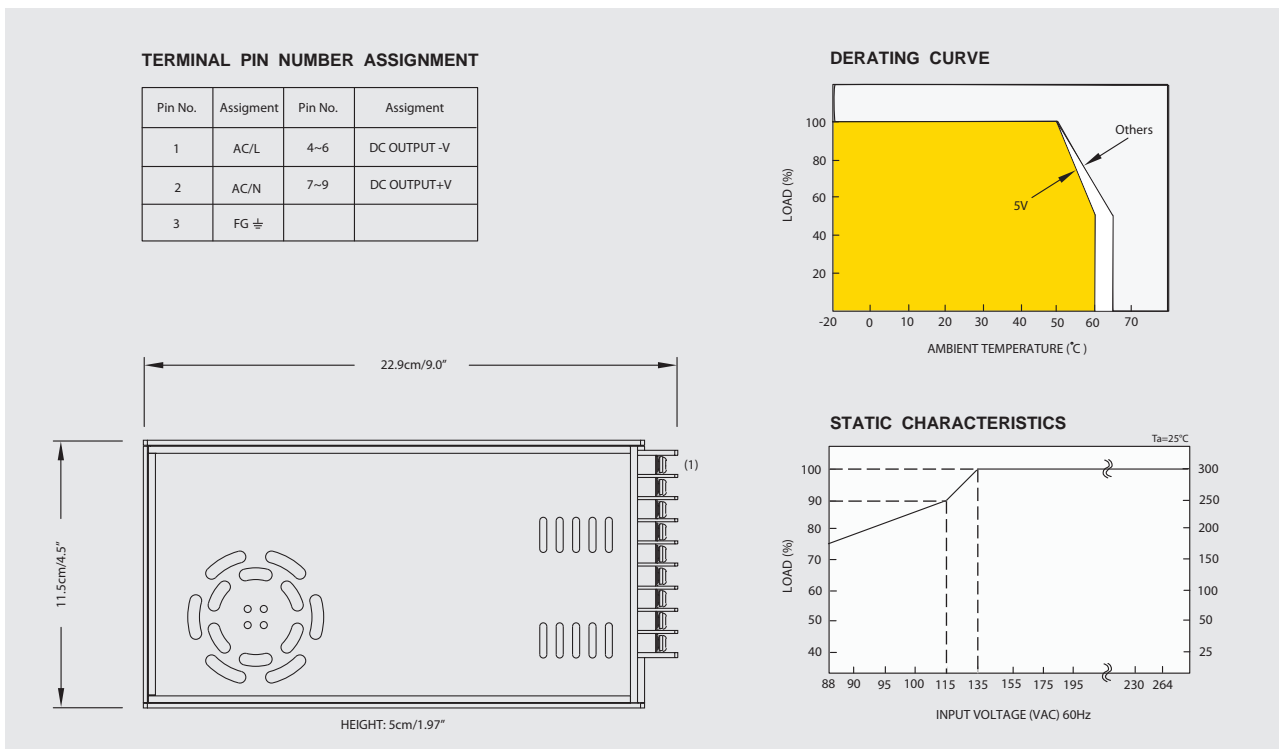 TERMINAL PIN NUMBER ASSIGNMENT
Pin No. Assigment Pin No. Assigment
1 AC/L 4~6 DC OUTPUT -V
2 AC/N 7~9 DC OUTPUT+V
3 FG ⏚
DERATING CURVE
100
80
60
40
20
LOAD (%)
Others
5V
-20 0 10 20 30 40 50 60 70
AMBIENT TEMPERATURE (°C )
22.9cm/9.0”
11.5cm/4.5”
(1)
HEIGHT: 5cm/1.97”
STATIC CHARACTERISTICS
Ta=25°C
100 300
90 250
80 200
70 150
60 100
50 50
40 25
LOAD (%)
88 90 95 100 115 135 155 175 195 230 264
INPUT VOLTAGE (VAC) 60Hz